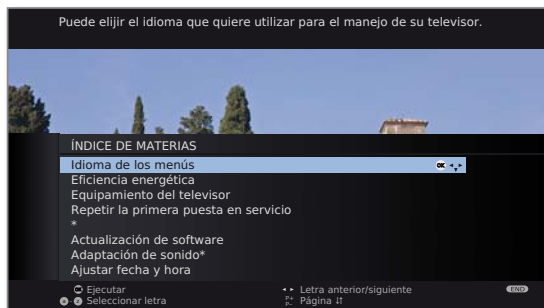 Puede elijir el idioma que quiere utilizar para el manejo de su televisor.
ÍNDICE DE MATERIAS
Idioma de los menús OK
Eficiencia energética
Equipamiento del televisor
Repetir la primera puesta en servicio
*
Actualización de software
Adaptación de sonido*
Ajustar fecha y hora
OK Ejecutar Letra anterior/siguiente END
Seleccionar letra P+ P– Página